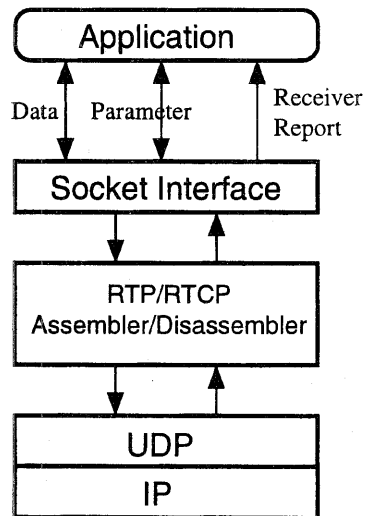 Application
Data
Parameter
Receiver
Report
Socket Interface
RTP/RTCP
Assembler/Disassembler
UDP
IP